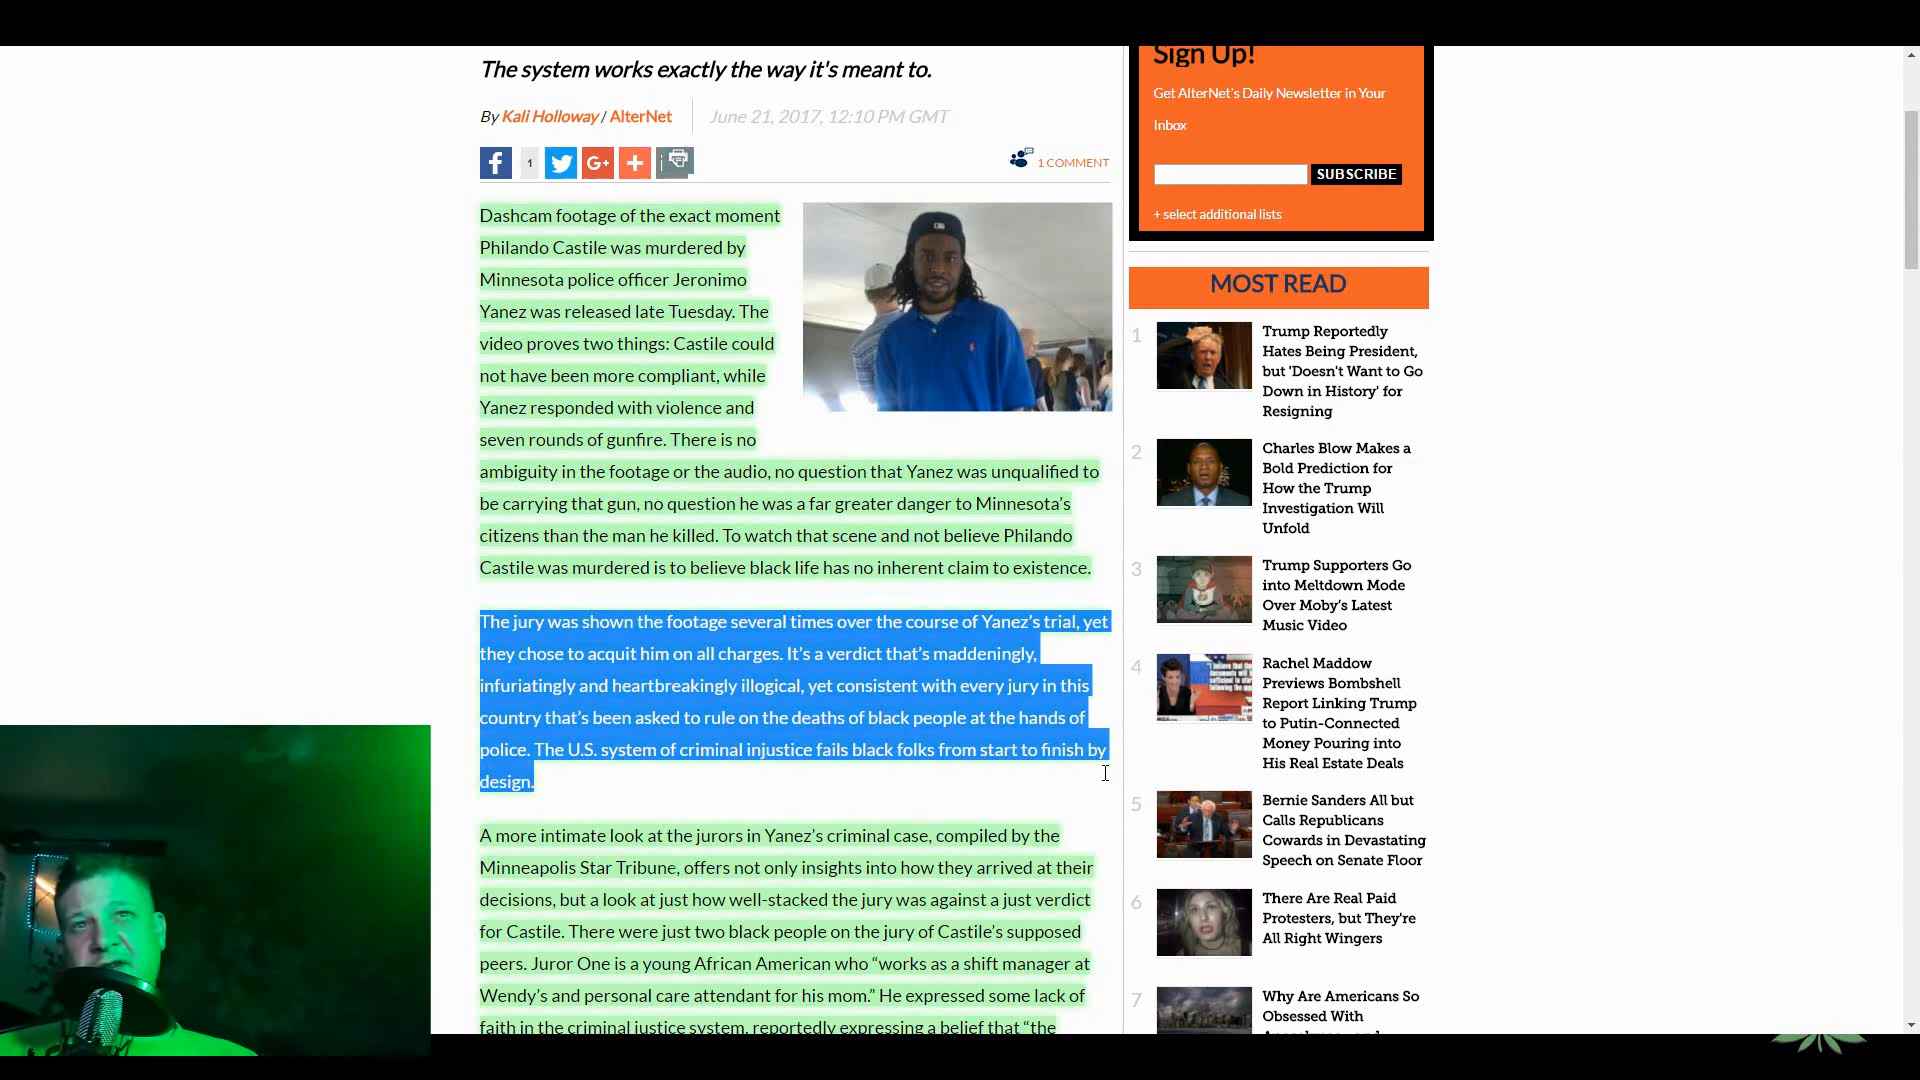 The system works exactly the way it's meant to.
By Kali Holloway / AlterNet
June 21, 2017, 12:10 PM GMT
1
1 COMMENT
Dashcam footage of the exact moment
Philando Castile was murdered by
Minnesota police officer Jeronimo
Yanez was released late Tuesday. The
video proves two things: Castile could
not have been more compliant, while
Yanez responded with violence and
seven rounds of gunfire. There is no
ambiguity in the footage or the audio, no question that Yanez was unqualified to
be carrying that gun, no question he was a far greater danger to Minnesota’s
citizens than the man he killed. To watch that scene and not believe Philando
Castile was murdered is to believe black life has no inherent claim to existence.
The jury was shown the footage several times over the course of Yanez’s trial, yet
they chose to acquit him on all charges. It’s a verdict that’s maddeningly,
infuriatingly and heartbreakingly illogical, yet consistent with every jury in this
country that’s been asked to rule on the deaths of black people at the hands of
police. The U.S. system of criminal injustice fails black folks from start to finish by
design.
A more intimate look at the jurors in Yanez’s criminal case, compiled by the
Minneapolis Star Tribune, offers not only insights into how they arrived at their
decisions, but a look at just how well-stacked the jury was against a just verdict
for Castile. There were just two black people on the jury of Castile’s supposed
peers. Juror One is a young African American who “works as a shift manager at
Wendy’s and personal care attendant for his mom.” He expressed some lack of
faith in the criminal justice system, reportedly expressing a belief that “the
Sign Up!
Get AlterNet's Daily Newsletter in Your
Inbox
SUBSCRIBE
+ select additional lists
MOST READ
1
Trump Reportedly
Hates Being President,
but 'Doesn't Want to Go
Down in History' for
Resigning
2
Charles Blow Makes a
Bold Prediction for
How the Trump
Investigation Will
Unfold
3
Trump Supporters Go
into Meltdown Mode
Over Moby's Latest
Music Video
4
Rachel Maddow
Previews Bombshell
Report Linking Trump
to Putin-Connected
Money Pouring into
His Real Estate Deals
5
Bernie Sanders All but
Calls Republicans
Cowards in Devastating
Speech on Senate Floor
6
There Are Real Paid
Protesters, but They're
All Right Wingers
7
Why Are Americans So
Obsessed With